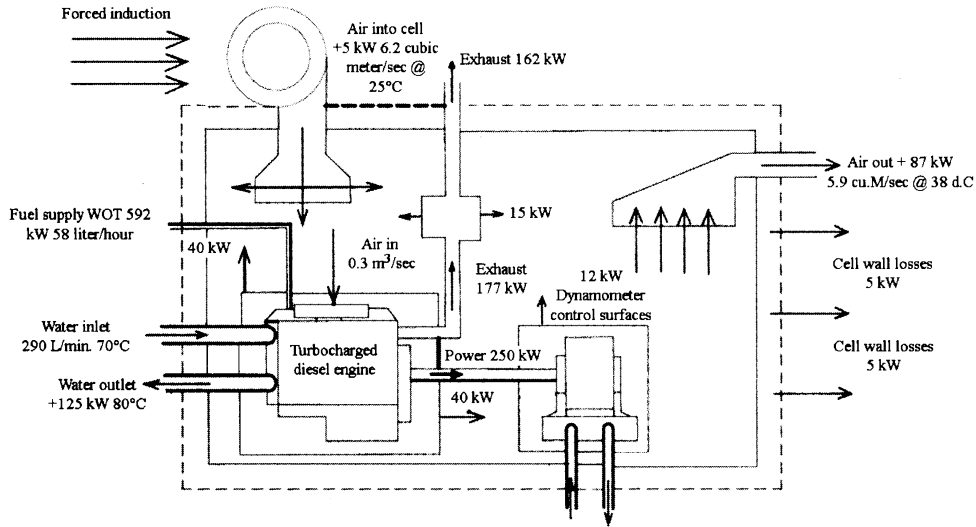 Forced induction
Air into cell
+5 kW 6.2 cubic
meter/sec @
25°C
Exhaust 162 kW
Air out + 87 kW
5.9 cu.M/sec @ 38 d.C
Fuel supply WOT 592
kW 58 liter/hour
40 kW
Air in
0.3 m³/sec
15 kW
Exhaust
177 kW
12 kW
Dynamometer
control surfaces
Cell wall losses
5 kW
Water inlet
290 L/min. 70°C
Turbocharged
diesel engine
Power 250 kW
Cell wall losses
5 kW
Water outlet
+125 kW 80°C
40 kW